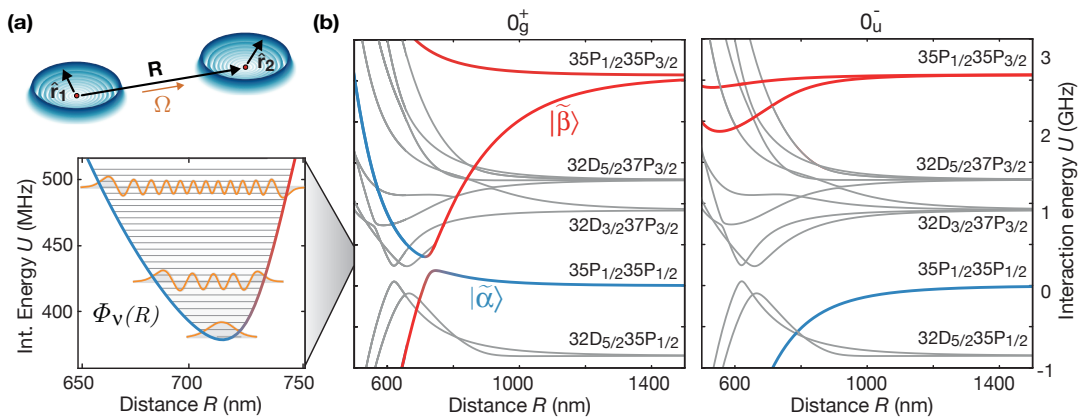 (a)
r̂₁
R
Ω
r̂₂
500
450
400
Int. Energy U (MHz)
Φᵥ(R)
650
700
750
Distance R (nm)
(b)
0g⁺
35P₁/₂35P₃/₂
|β̃⟩
32D₅/₂37P₃/₂
32D₃/₂37P₃/₂
35P₁/₂35P₁/₂
|α̃⟩
32D₅/₂35P₁/₂
600
1000
1400
Distance R (nm)
0u⁻
35P₁/₂35P₃/₂
32D₅/₂37P₃/₂
32D₃/₂37P₃/₂
35P₁/₂35P₁/₂
32D₅/₂35P₁/₂
600
1000
1400
Distance R (nm)
3
2
1
0
-1
Interaction energy U (GHz)